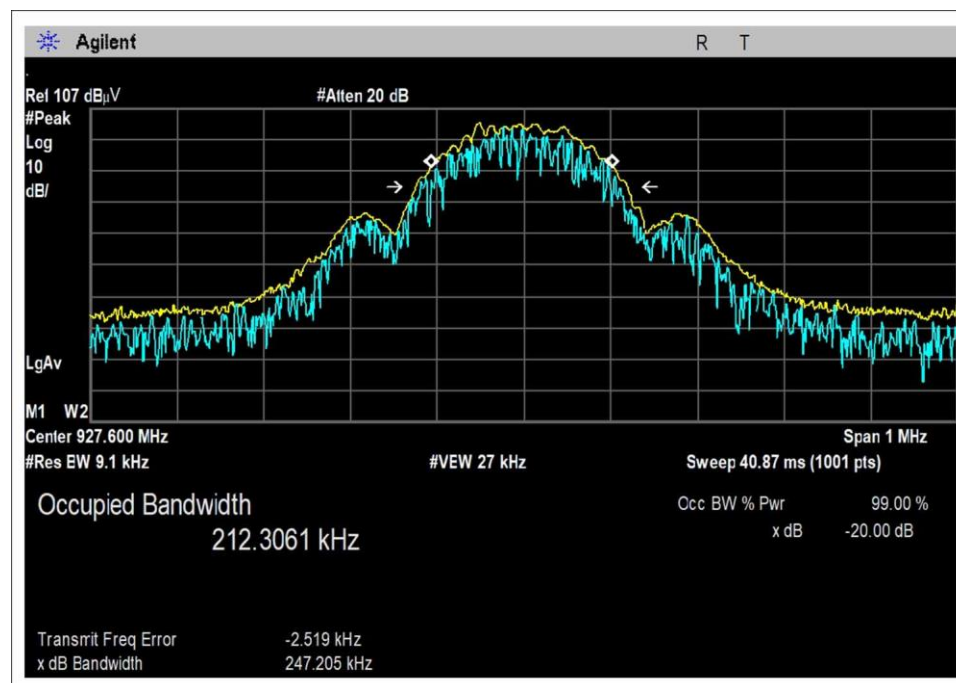 Agilent
R T
Ref 107 dBµV #Atten 20 dB
#Peak
Log
10
dB/
LgAv
M1 W2
Center 927.600 MHz Span 1 MHz
#Res BW 9.1 kHz #VBW 27 kHz Sweep 40.87 ms (1001 pts)
Occupied Bandwidth Occ BW % Pwr 99.00 %
212.3061 kHz x dB -20.00 dB
Transmit Freq Error -2.519 kHz
x dB Bandwidth 247.205 kHz